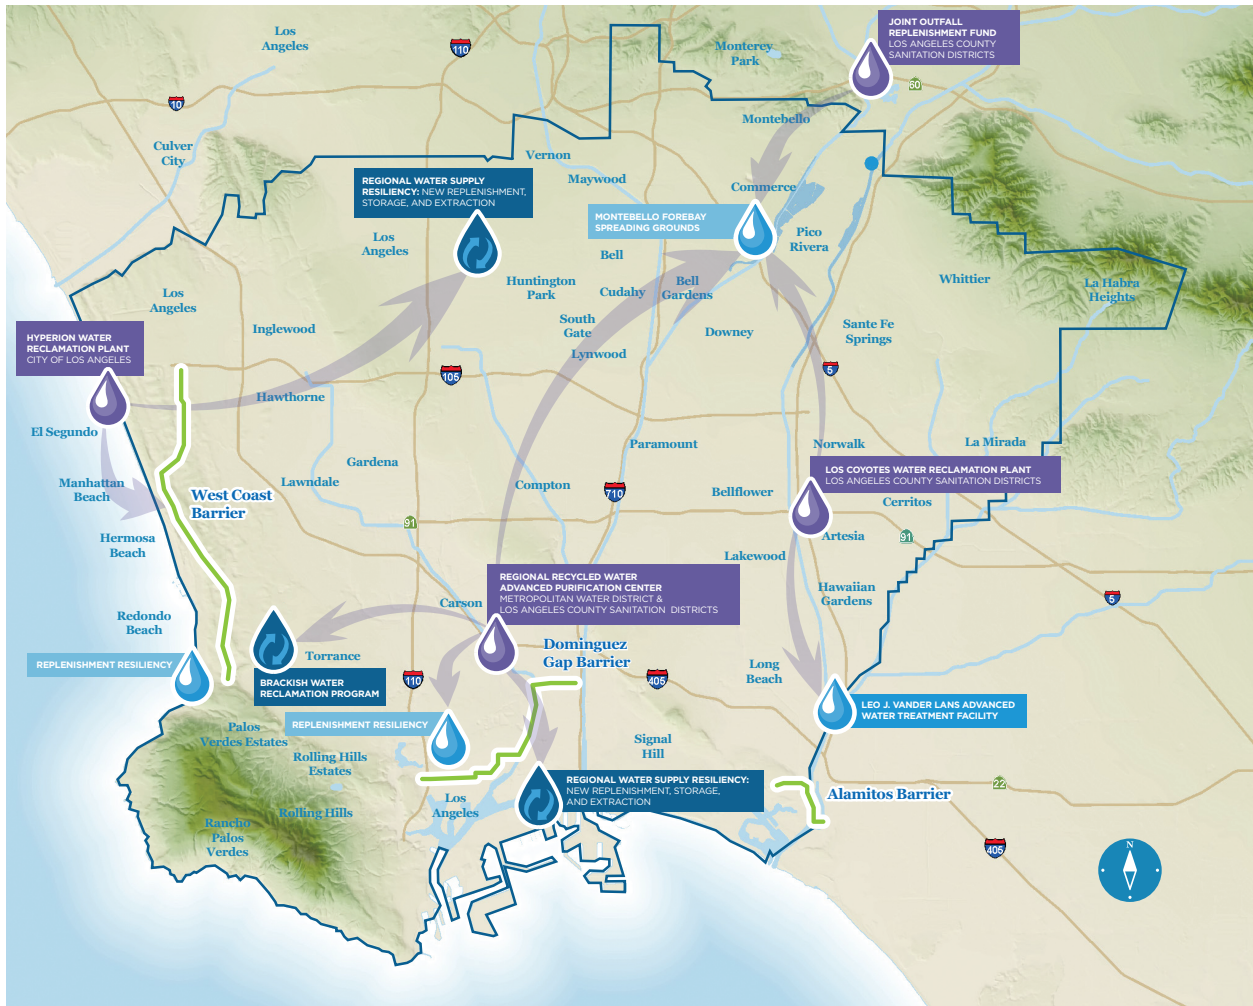 JOINT OUTFALL
REPLENISHMENT FUND
LOS ANGELES COUNTY
SANITATION DISTRICTS
Los
Angeles
110
Monterey
Park
60
10
Montebello
Culver
City
Vernon
Maywood
Commerce
REGIONAL WATER SUPPLY
RESILIENCY: NEW REPLENISHMENT,
STORAGE, AND EXTRACTION
MONTEBELLO FOREBAY
SPREADING GROUNDS
Los
Angeles
Pico
Rivera
Bell
Whittier
Huntington
Park
Cudahy
Bell
Gardens
La Habra
Heights
Los
Angeles
Inglewood
South
Gate
Downey
Sante Fe
Springs
HYPERION WATER
RECLAMATION PLANT
CITY OF LOS ANGELES
Lynwood
105
5
Hawthorne
El Segundo
Paramount
Norwalk
La Mirada
Gardena
LOS COYOTES WATER RECLAMATION PLANT
LOS ANGELES COUNTY SANITATION DISTRICTS
Manhattan
Beach
Lawndale
West Coast
Barrier
Compton
710
Bellflower
Cerritos
91
Artesia
91
Hermosa
Beach
Lakewood
REGIONAL RECYCLED WATER
ADVANCED PURIFICATION CENTER
METROPOLITAN WATER DISTRICT &
LOS ANGELES COUNTY SANITATION DISTRICTS
Hawaiian
Gardens
5
Carson
Redondo
Beach
Dominguez
Gap Barrier
Torrance
REPLENISHMENT RESILIENCY
BRACKISH WATER
RECLAMATION PROGRAM
110
405
Long
Beach
LEO J. VANDER LANS ADVANCED
WATER TREATMENT FACILITY
REPLENISHMENT RESILIENCY
Palos
Verdes Estates
Signal
Hill
Rolling Hills
Estates
REGIONAL WATER SUPPLY RESILIENCY:
NEW REPLENISHMENT, STORAGE,
AND EXTRACTION
22
Alamitos Barrier
Los
Angeles
Rolling Hills
Rancho
Palos
Verdes
405
N